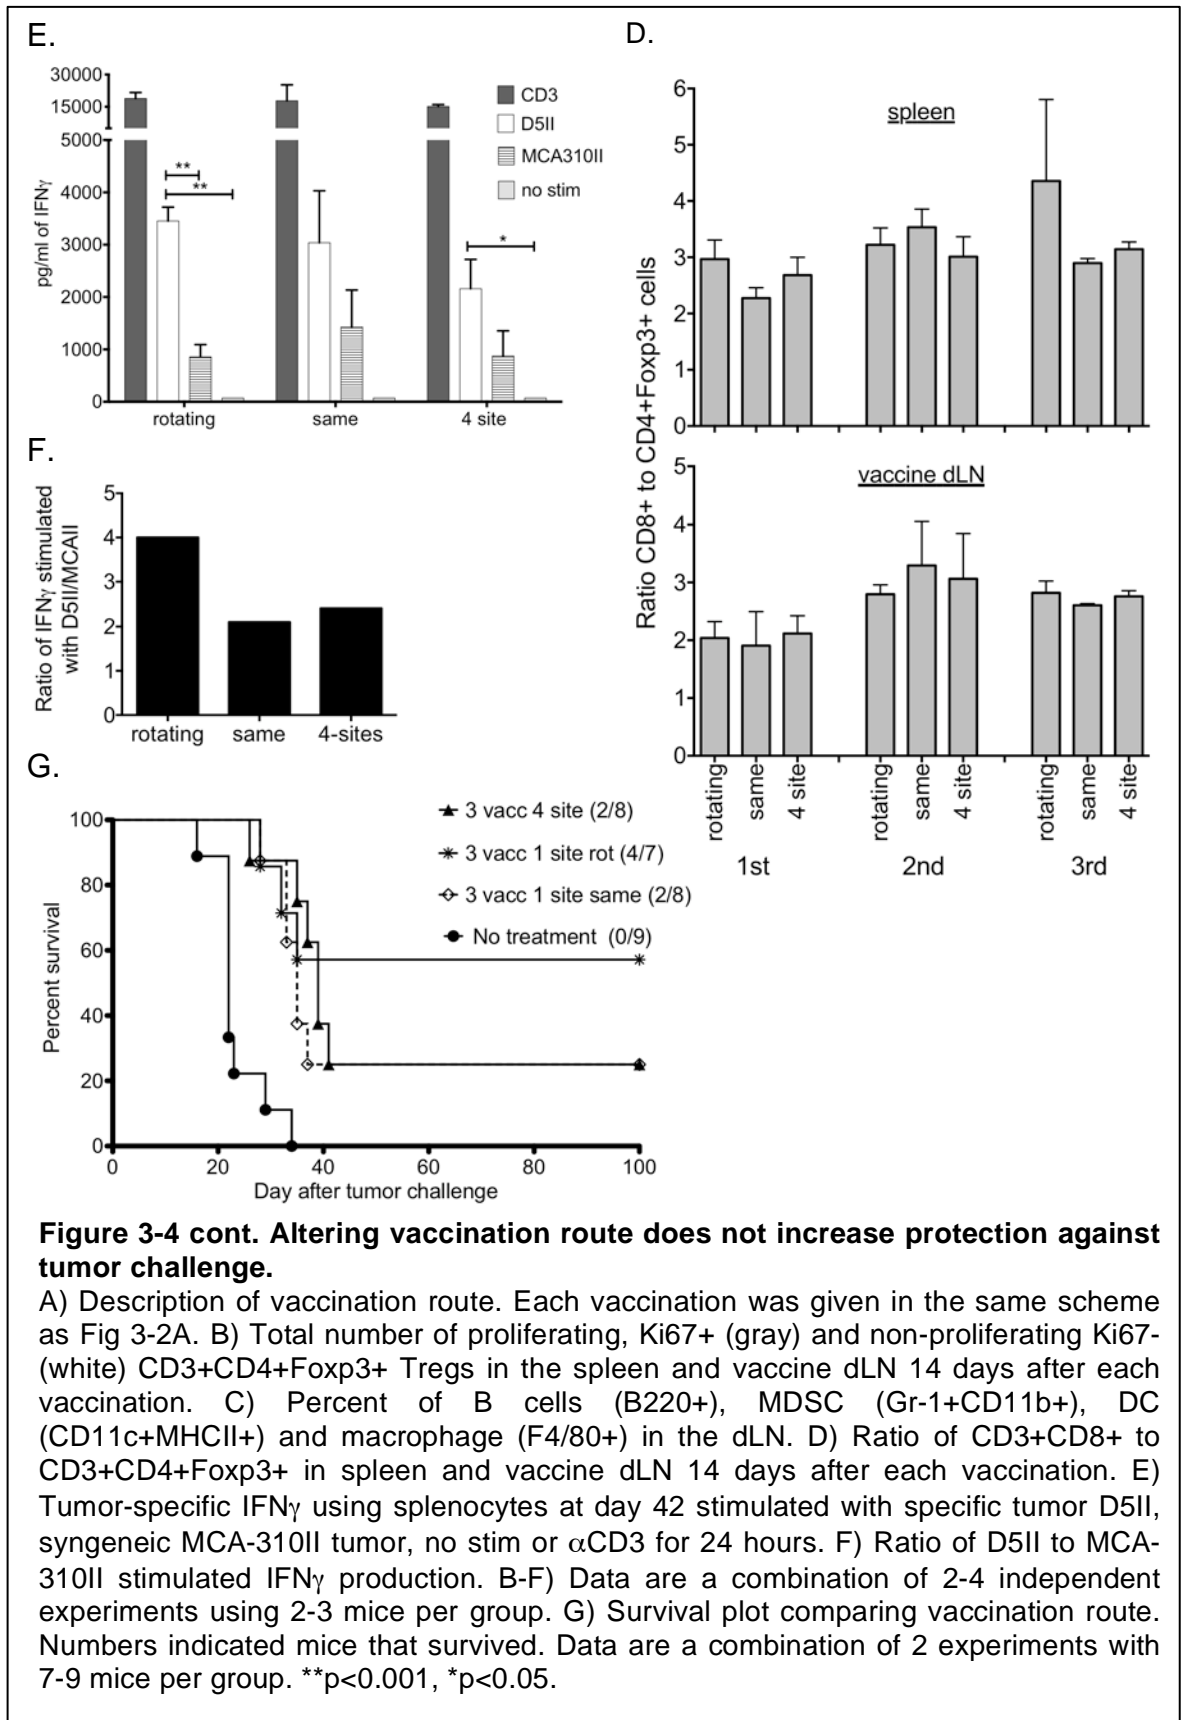 E.
30000
15000
5000
4000
3000
2000
1000
0
pg/ml of IFNγ
CD3
D5II
MCA310II
no stim
**
**
*
rotating same 4 site
D.
6
5
4
3
2
1
0
spleen
Ratio CD8+ to CD4+Foxp3+ cells
5
4
3
2
1
0
vaccine dLN
rotating same 4 site rotating same 4 site rotating same 4 site
1st 2nd 3rd
F.
5
4
3
2
1
0
Ratio of IFNγ stimulated
with D5II/MCAII
rotating same 4-sites
G.
100
80
60
40
20
0
Percent survival
3 vacc 4 site (2/8)
3 vacc 1 site rot (4/7)
3 vacc 1 site same (2/8)
No treatment (0/9)
0 20 40 60 80 100
Day after tumor challenge
Figure 3-4 cont. Altering vaccination route does not increase protection against
tumor challenge.
A) Description of vaccination route. Each vaccination was given in the same scheme
as Fig 3-2A. B) Total number of proliferating, Ki67+ (gray) and non-proliferating Ki67-
(white) CD3+CD4+Foxp3+ Tregs in the spleen and vaccine dLN 14 days after each
vaccination. C) Percent of B cells (B220+), MDSC (Gr-1+CD11b+), DC
(CD11c+MHCII+) and macrophage (F4/80+) in the dLN. D) Ratio of CD3+CD8+ to
CD3+CD4+Foxp3+ in spleen and vaccine dLN 14 days after each vaccination. E)
Tumor-specific IFNγ using splenocytes at day 42 stimulated with specific tumor D5II,
syngeneic MCA-310II tumor, no stim or αCD3 for 24 hours. F) Ratio of D5II to MCA-
310II stimulated IFNγ production. B-F) Data are a combination of 2-4 independent
experiments using 2-3 mice per group. G) Survival plot comparing vaccination route.
Numbers indicated mice that survived. Data are a combination of 2 experiments with
7-9 mice per group. **p<0.001, *p<0.05.